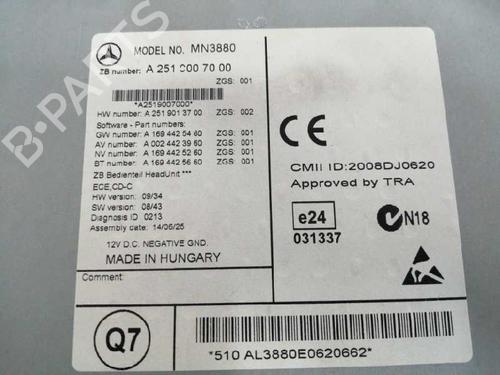 MODEL NO. MN3880
ZB number: A 251 900 70 00 ZGS: 001
*A2519007000*
HW number: A 251 901 37 00 ZGS: 002
Software - Part numbers:
GW number: A 169 442 54 60 ZGS: 001
AV number: A 002 442 39 60 ZGS: 001
NV number: A 169 442 52 60 ZGS: 001
BT number: A 169 442 56 60 ZGS: 001
ZB Bedienteil HeadUnit ***
ECE,CD-C
HW version: 09/34
SW version: 08/43
Diagnosis ID: 0213
Assembly date: 14/06/25
12V D.C. NEGATIVE GND.
MADE IN HUNGARY
Comment:
CE
CMII ID:2008DJ0620
Approved by TRA
e24
031337
N18
Q7
*510 AL3880E0620662*
B-PARTS